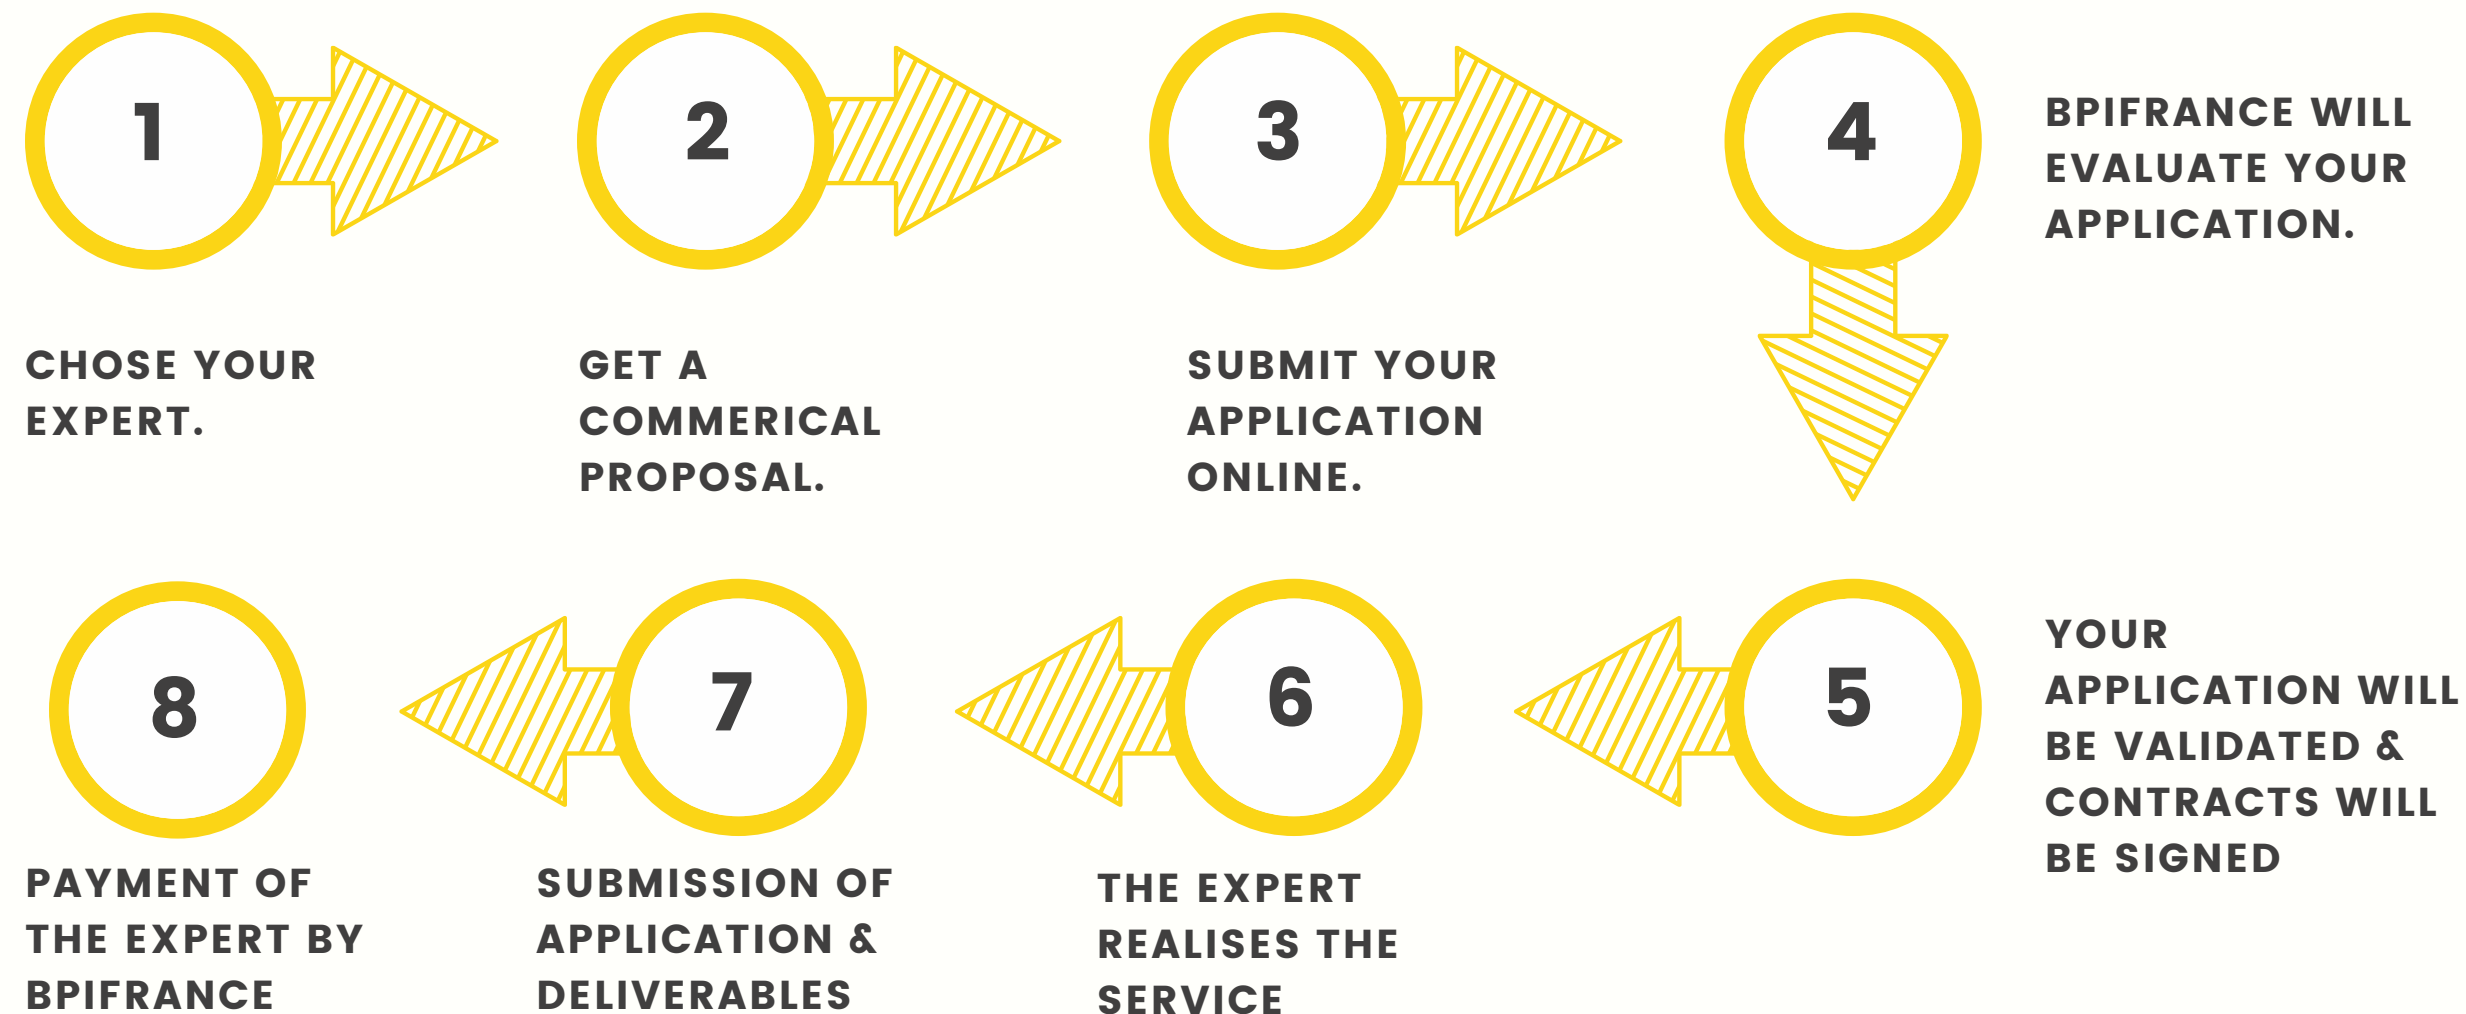 1
CHOSE YOUR
EXPERT.
2
GET A
COMMERICAL
PROPOSAL.
3
SUBMIT YOUR
APPLICATION
ONLINE.
4
BPIFRANCE WILL
EVALUATE YOUR
APPLICATION.
5
YOUR
APPLICATION WILL
BE VALIDATED &
CONTRACTS WILL
BE SIGNED
6
THE EXPERT
REALISES THE
SERVICE
7
SUBMISSION OF
APPLICATION &
DELIVERABLES
8
PAYMENT OF
THE EXPERT BY
BPIFRANCE